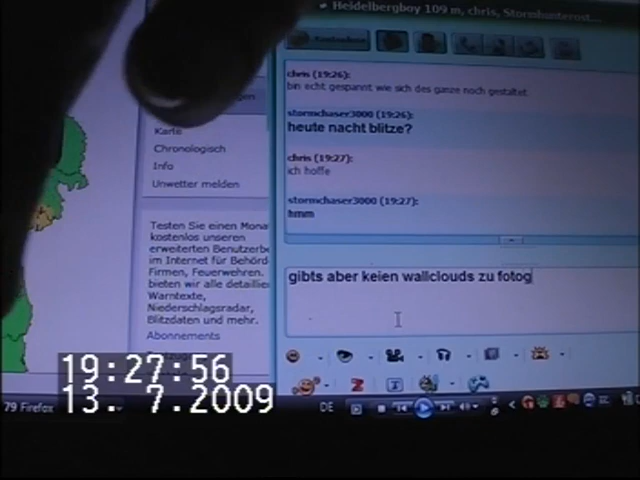 Heidelbergboy 109 m, chris, Stormhunterost...
chris (19:26):
bin echt gespannt wie sich des ganze noch gestaltet
stormchaser3000 (19:26):
heute nacht blitze?
chris (19:27):
ich hoffe
stormchaser3000 (19:27):
hmm
gibts aber keien wallclouds zu fotog
Karte
Chronologisch
Info
Unwetter melden
Testen Sie einen Mona
kostenlos unseren
erweiterten Benutzerbe
im Internet für Behörd
Firmen, Feuerwehren.
bieten wir alle detaillie
Warntexte,
Niederschlagsradar,
Blitzdaten und mehr.
Abonnements
19:27:56
13. 7.2009
79 Firefox
DE